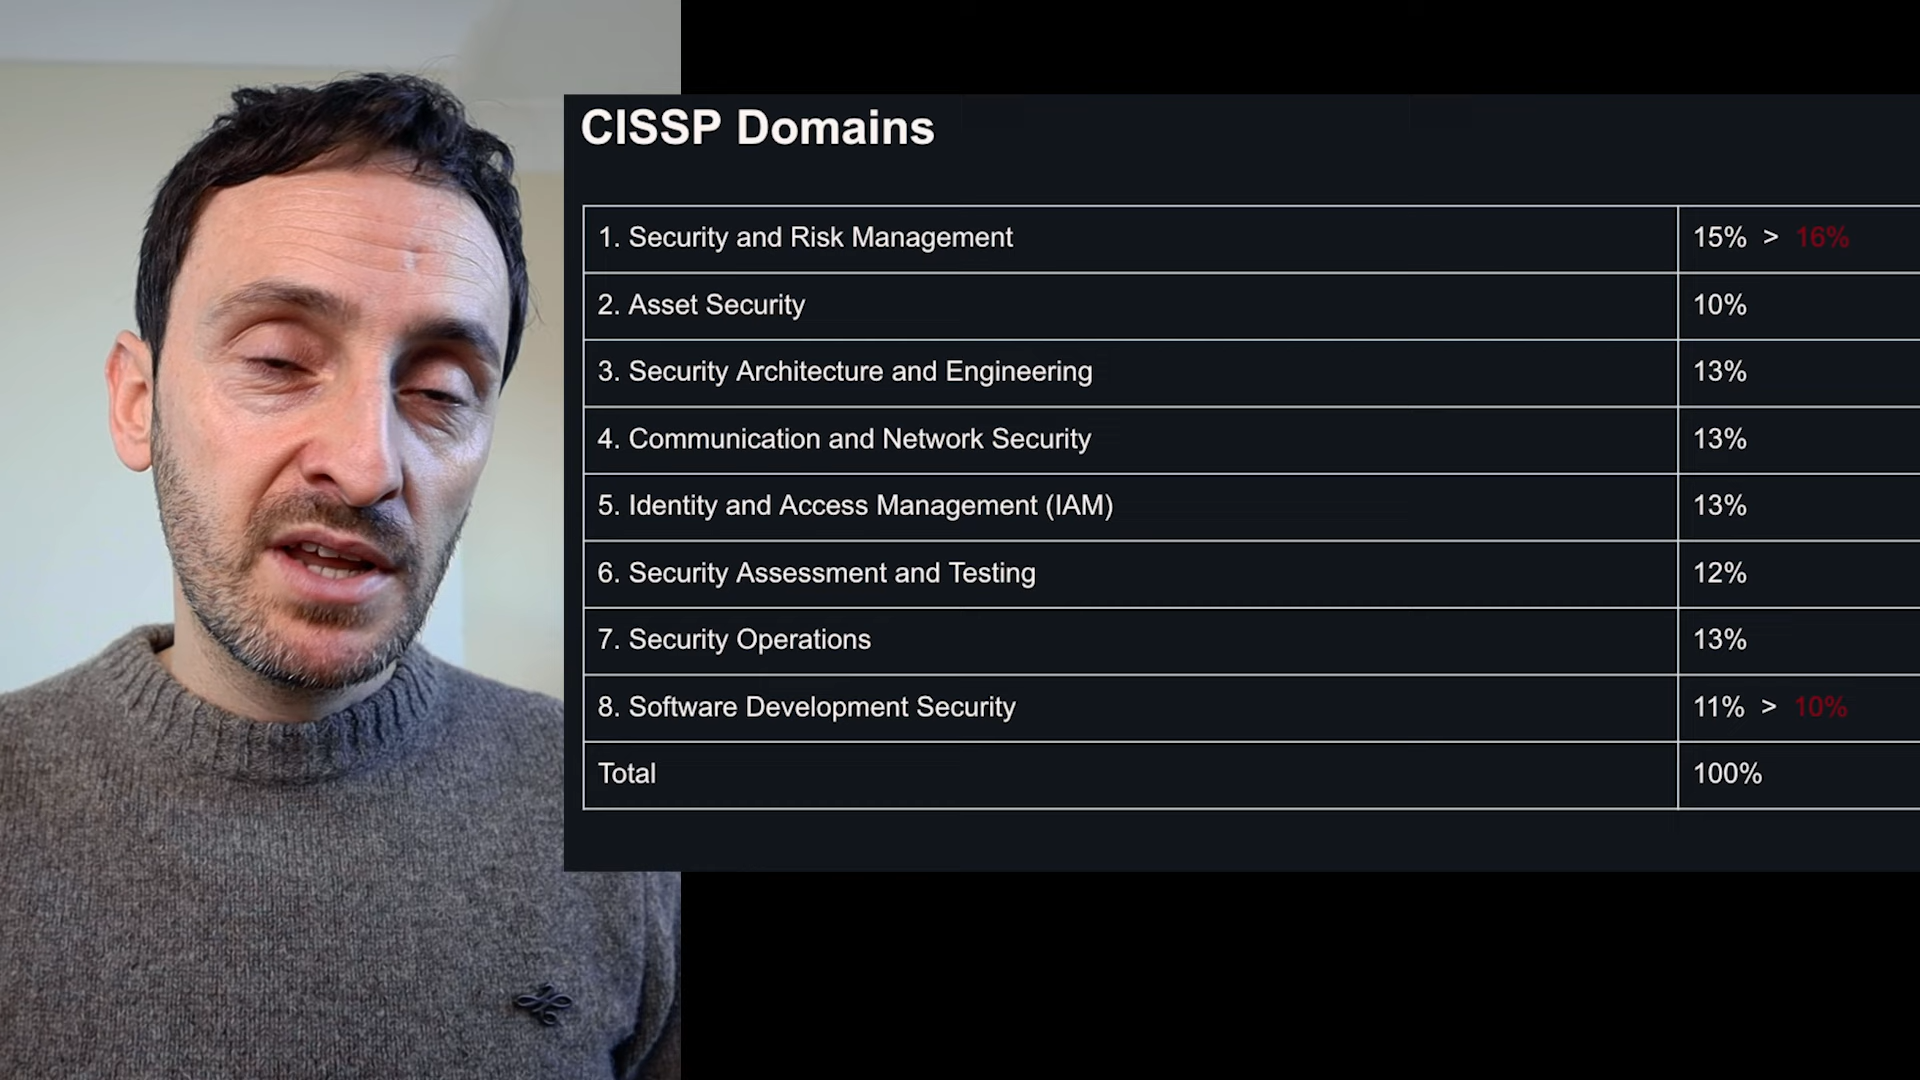 CISSP Domains
1. Security and Risk Management 15% > 16%
2. Asset Security 10%
3. Security Architecture and Engineering 13%
4. Communication and Network Security 13%
5. Identity and Access Management (IAM) 13%
6. Security Assessment and Testing 12%
7. Security Operations 13%
8. Software Development Security 11% > 10%
Total 100%